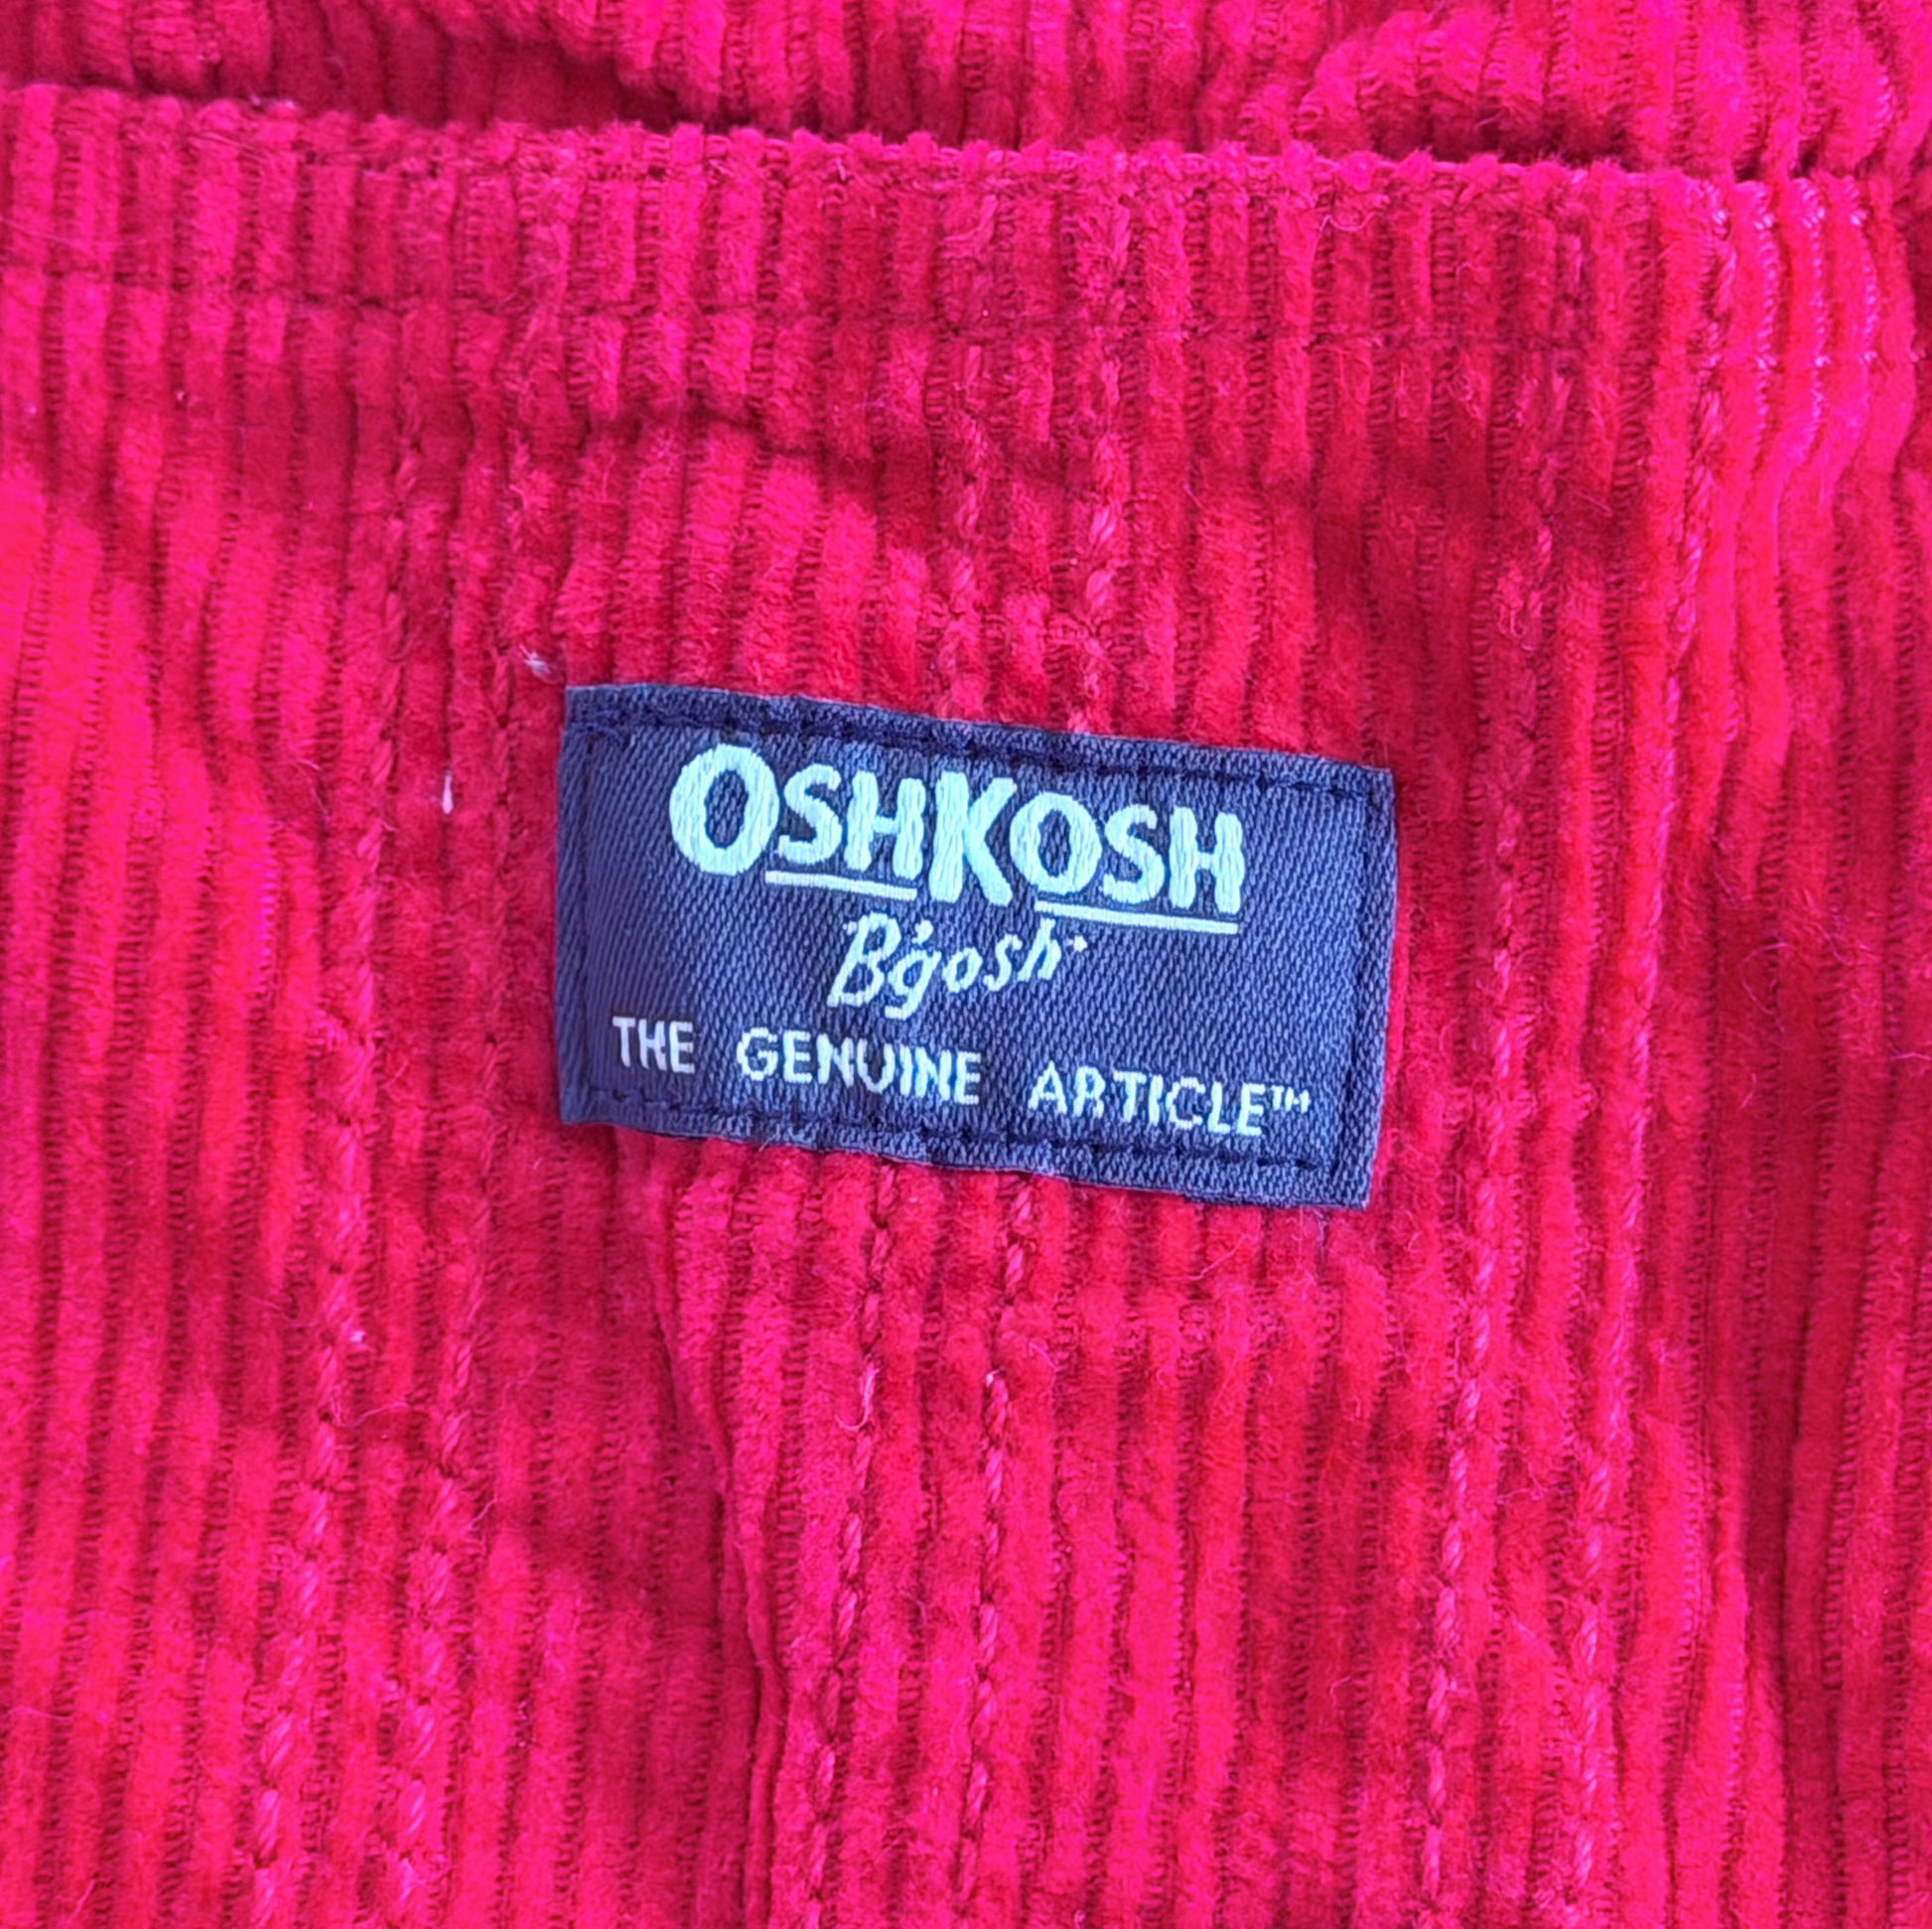 OSHKOSH
B'gosh
THE GENUINE ARTICLE™